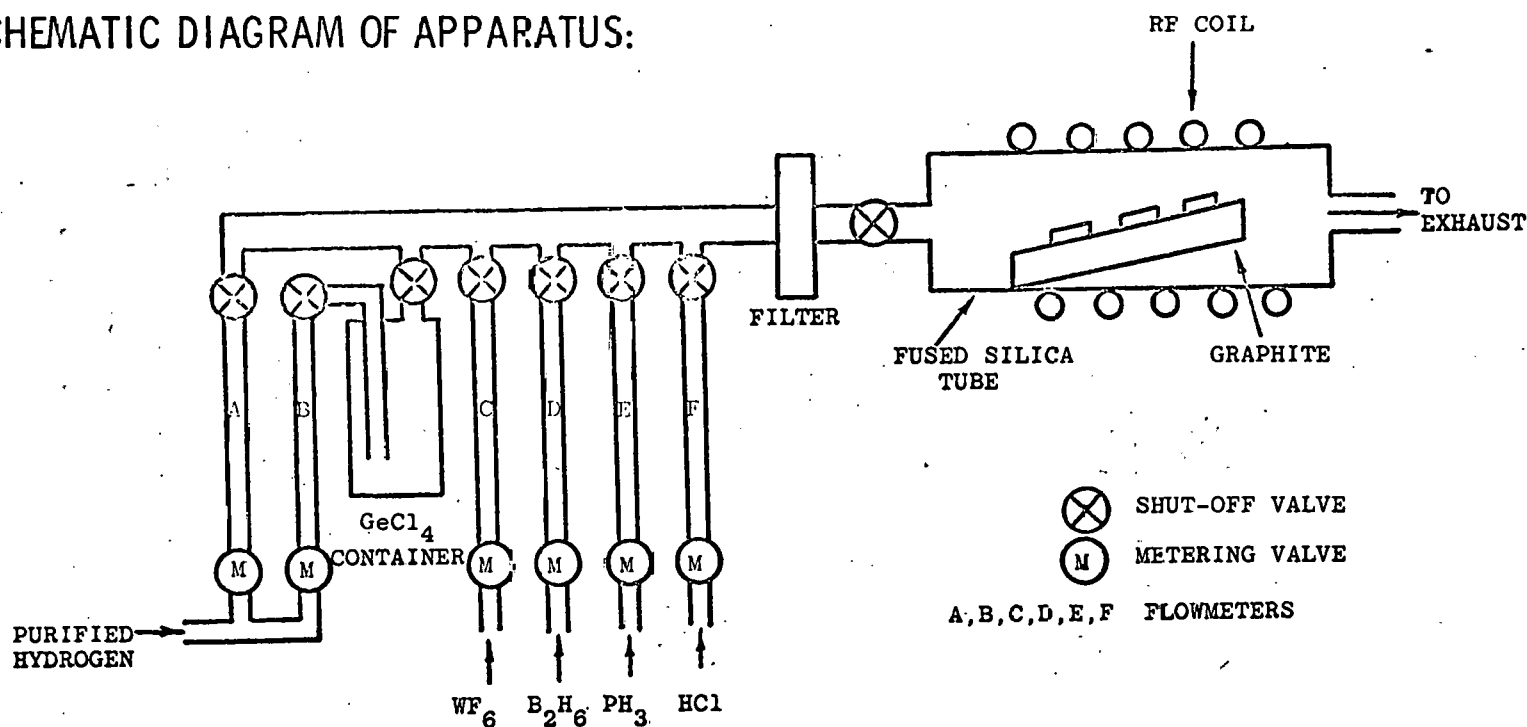 CHEMATIC DIAGRAM OF APPARATUS:
RF COIL
TO
EXHAUST
FILTER
FUSED SILICA
TUBE
GRAPHITE
A
B
C
D
E
F
GeCl4
CONTAINER
M
M
M
M
M
M
PURIFIED
HYDROGEN
WF6
B2H6
PH3
HCl
SHUT-OFF VALVE
M METERING VALVE
A,B,C,D,E,F FLOWMETERS